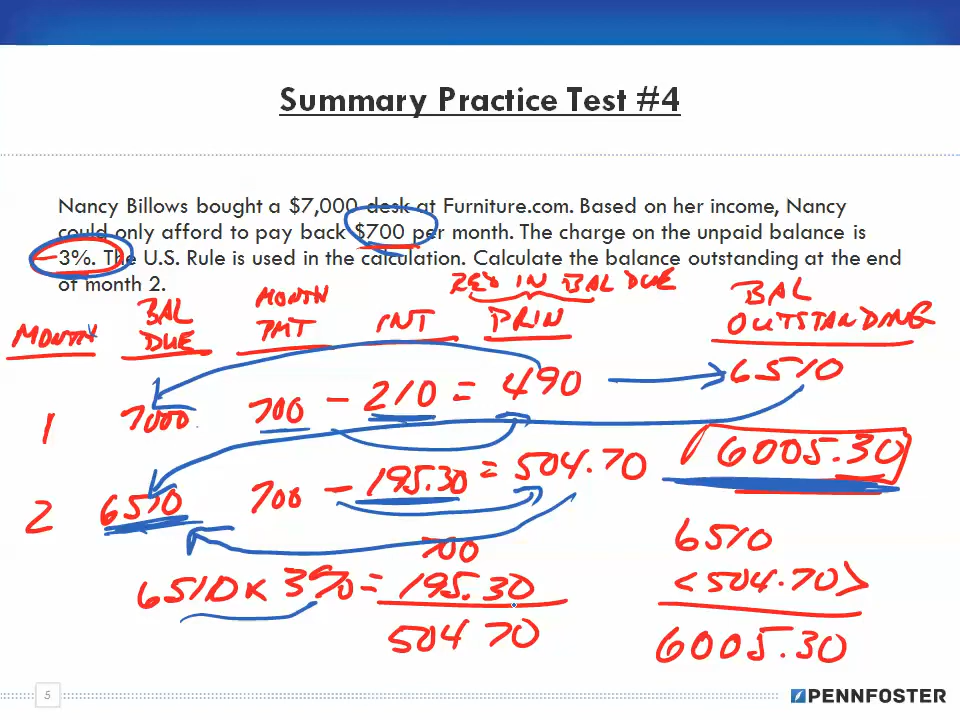 Summary Practice Test #4
Nancy Billows bought a $7,000 desk at Furniture.com. Based on her income, Nancy
could only afford to pay back $700 per month. The charge on the unpaid balance is
3%. The U.S. Rule is used in the calculation. Calculate the balance outstanding at the end
of month 2.
MONTH BAL DUE MONTH PMT INT RED IN BAL DUE PRIN BAL OUTSTANDING
1 7000 700 - 210 = 490 6510
2 6510 700 - 195.30 = 504.70 6005.30
700
6510 x 3% = 195.30
504 70
6510
<504.70>
6005.30
5
PENNFOSTER